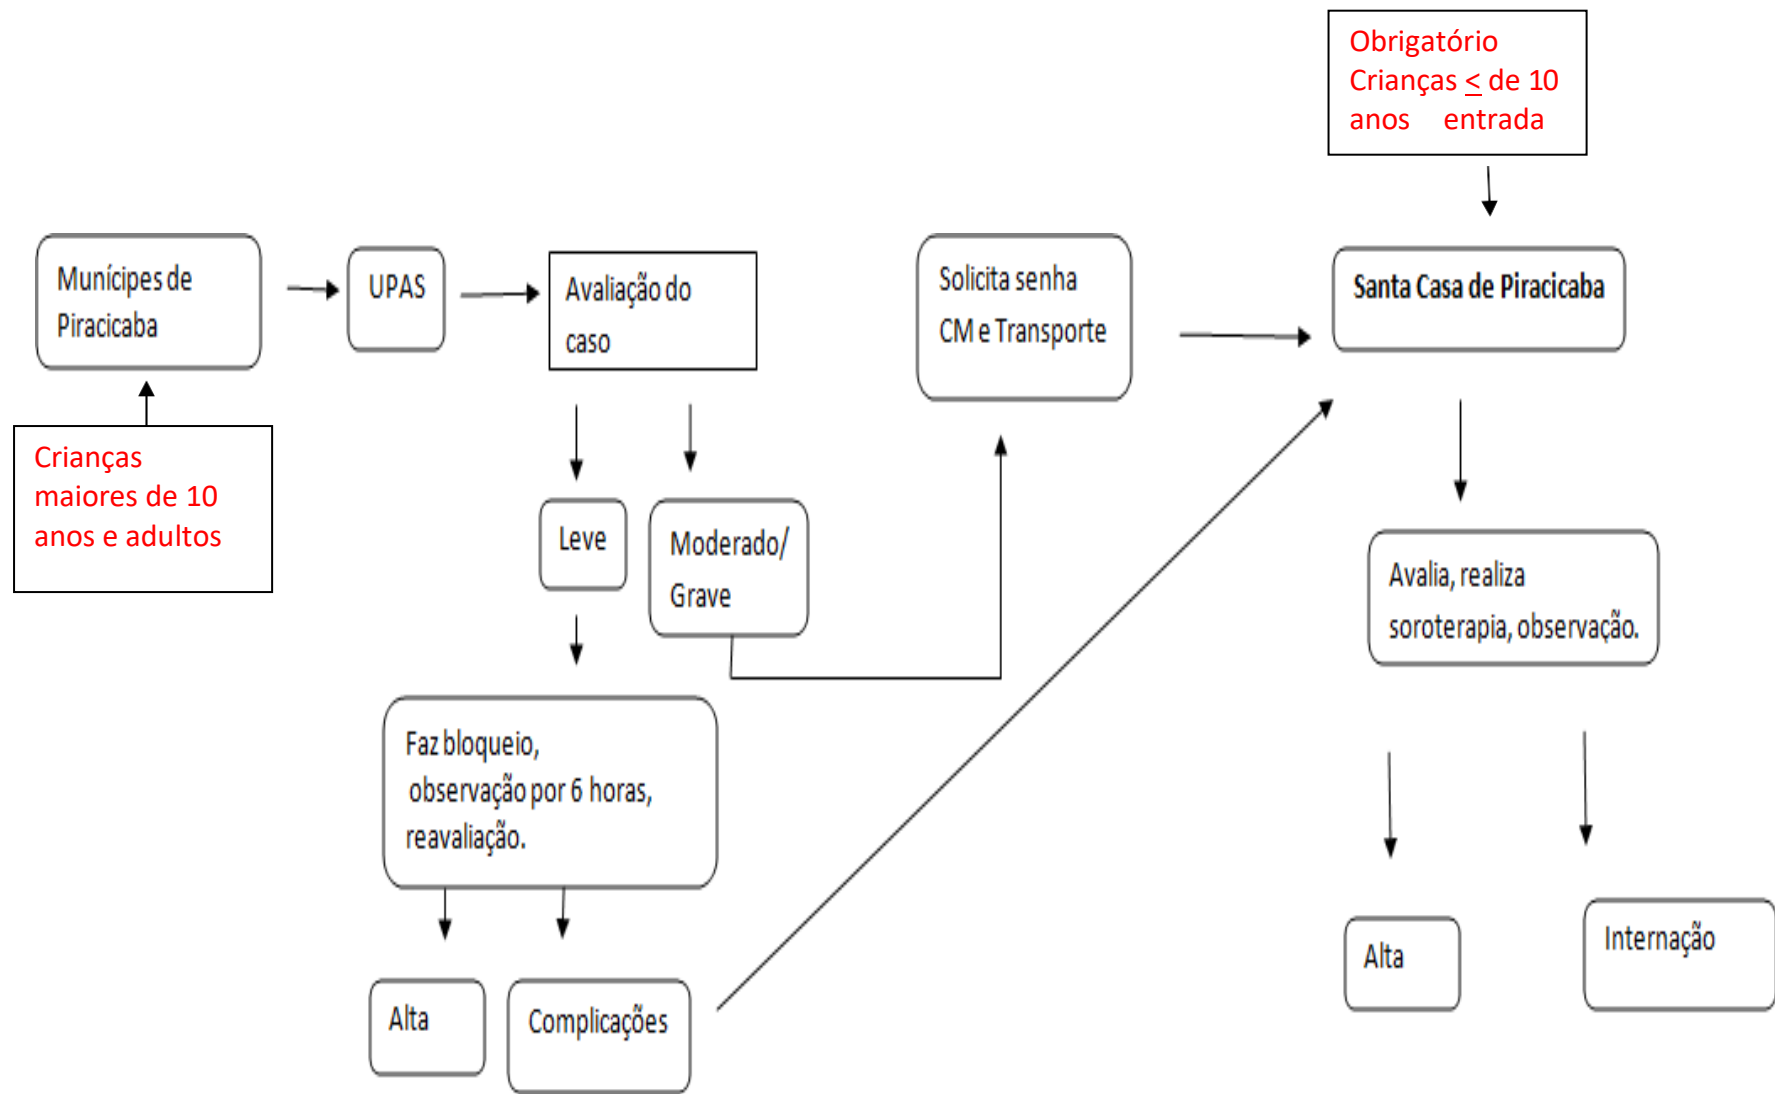 Obrigatório
Crianças < de 10
anos entrada
Munícipes de
Piracicaba
UPAS
Avaliação do
caso
Solicita senha
CM e Transporte
Santa Casa de Piracicaba
Crianças
maiores de 10
anos e adultos
Leve
Moderado/
Grave
Avalia, realiza
soroterapia, observação.
Faz bloqueio,
observação por 6 horas,
reavaliação.
Alta
Complicações
Alta
Internação